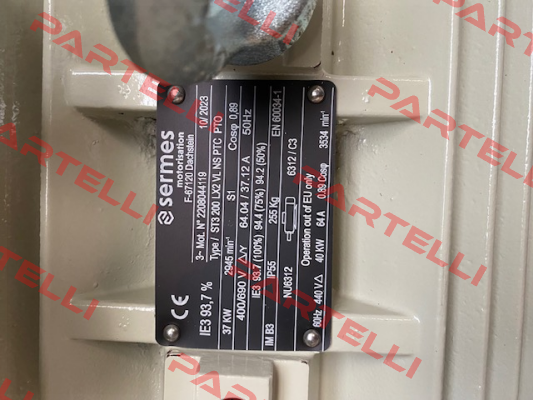 sermes
motorisation
F-67120 Dachstein
CE
3~ Mot. N° 2208044119 10/2023
IE3 93,7 % Type / ST3 200 LX2 VL NS PTC PTO
37 KW 2945 min-1 S1 Cosφ 0,89
400/690 V Δ/Y 64.04 / 37.12 A 50Hz
IE3 93.7 (100%) 94.4 (75%) 94.2 (50%)
IM B3 IP55 255 Kg EN 60034-1
NU6312 6312 / C3
Operation out of EU only
60Hz 440 V Δ 40 KW 64 A 0.89 Cosφ 3534 min-1
PARTELLI
PARTELLI
PARTELLI
PARTELLI
PARTELLI